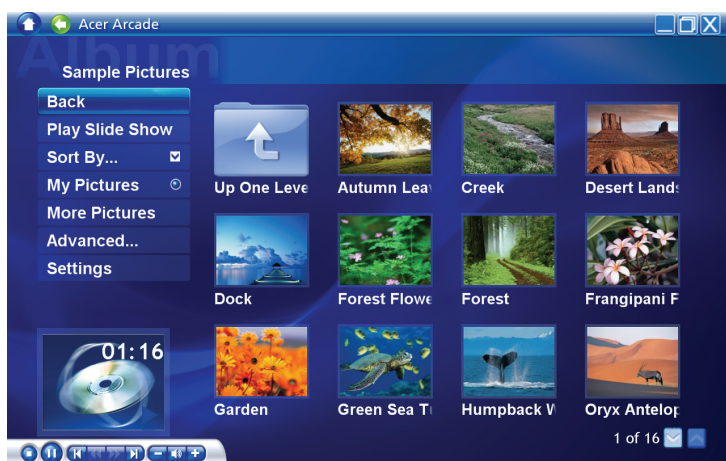 Acer Arcade
Album
Sample Pictures
Back
Play Slide Show
Sort By...
My Pictures
More Pictures
Advanced...
Settings
Up One Leve
Autumn Lea
Creek
Desert Lands
Dock
Forest Flowe
Forest
Frangipani F
Garden
Green Sea T
Humpback W
Oryx Antelop
01:16
1 of 16